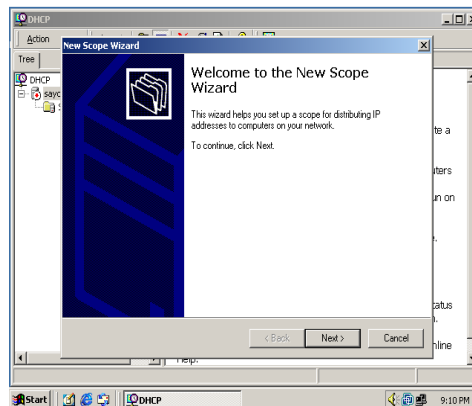 DHCP
Action
New Scope Wizard
Tree
DHCP
sayc
Welcome to the New Scope
Wizard
This wizard helps you set up a scope for distributing IP
addresses to computers on your network.
To continue, click Next.
te a
uters
un on
tatus
nline
< Back
Next >
Cancel
Help.
Start
DHCP
9:10 PM